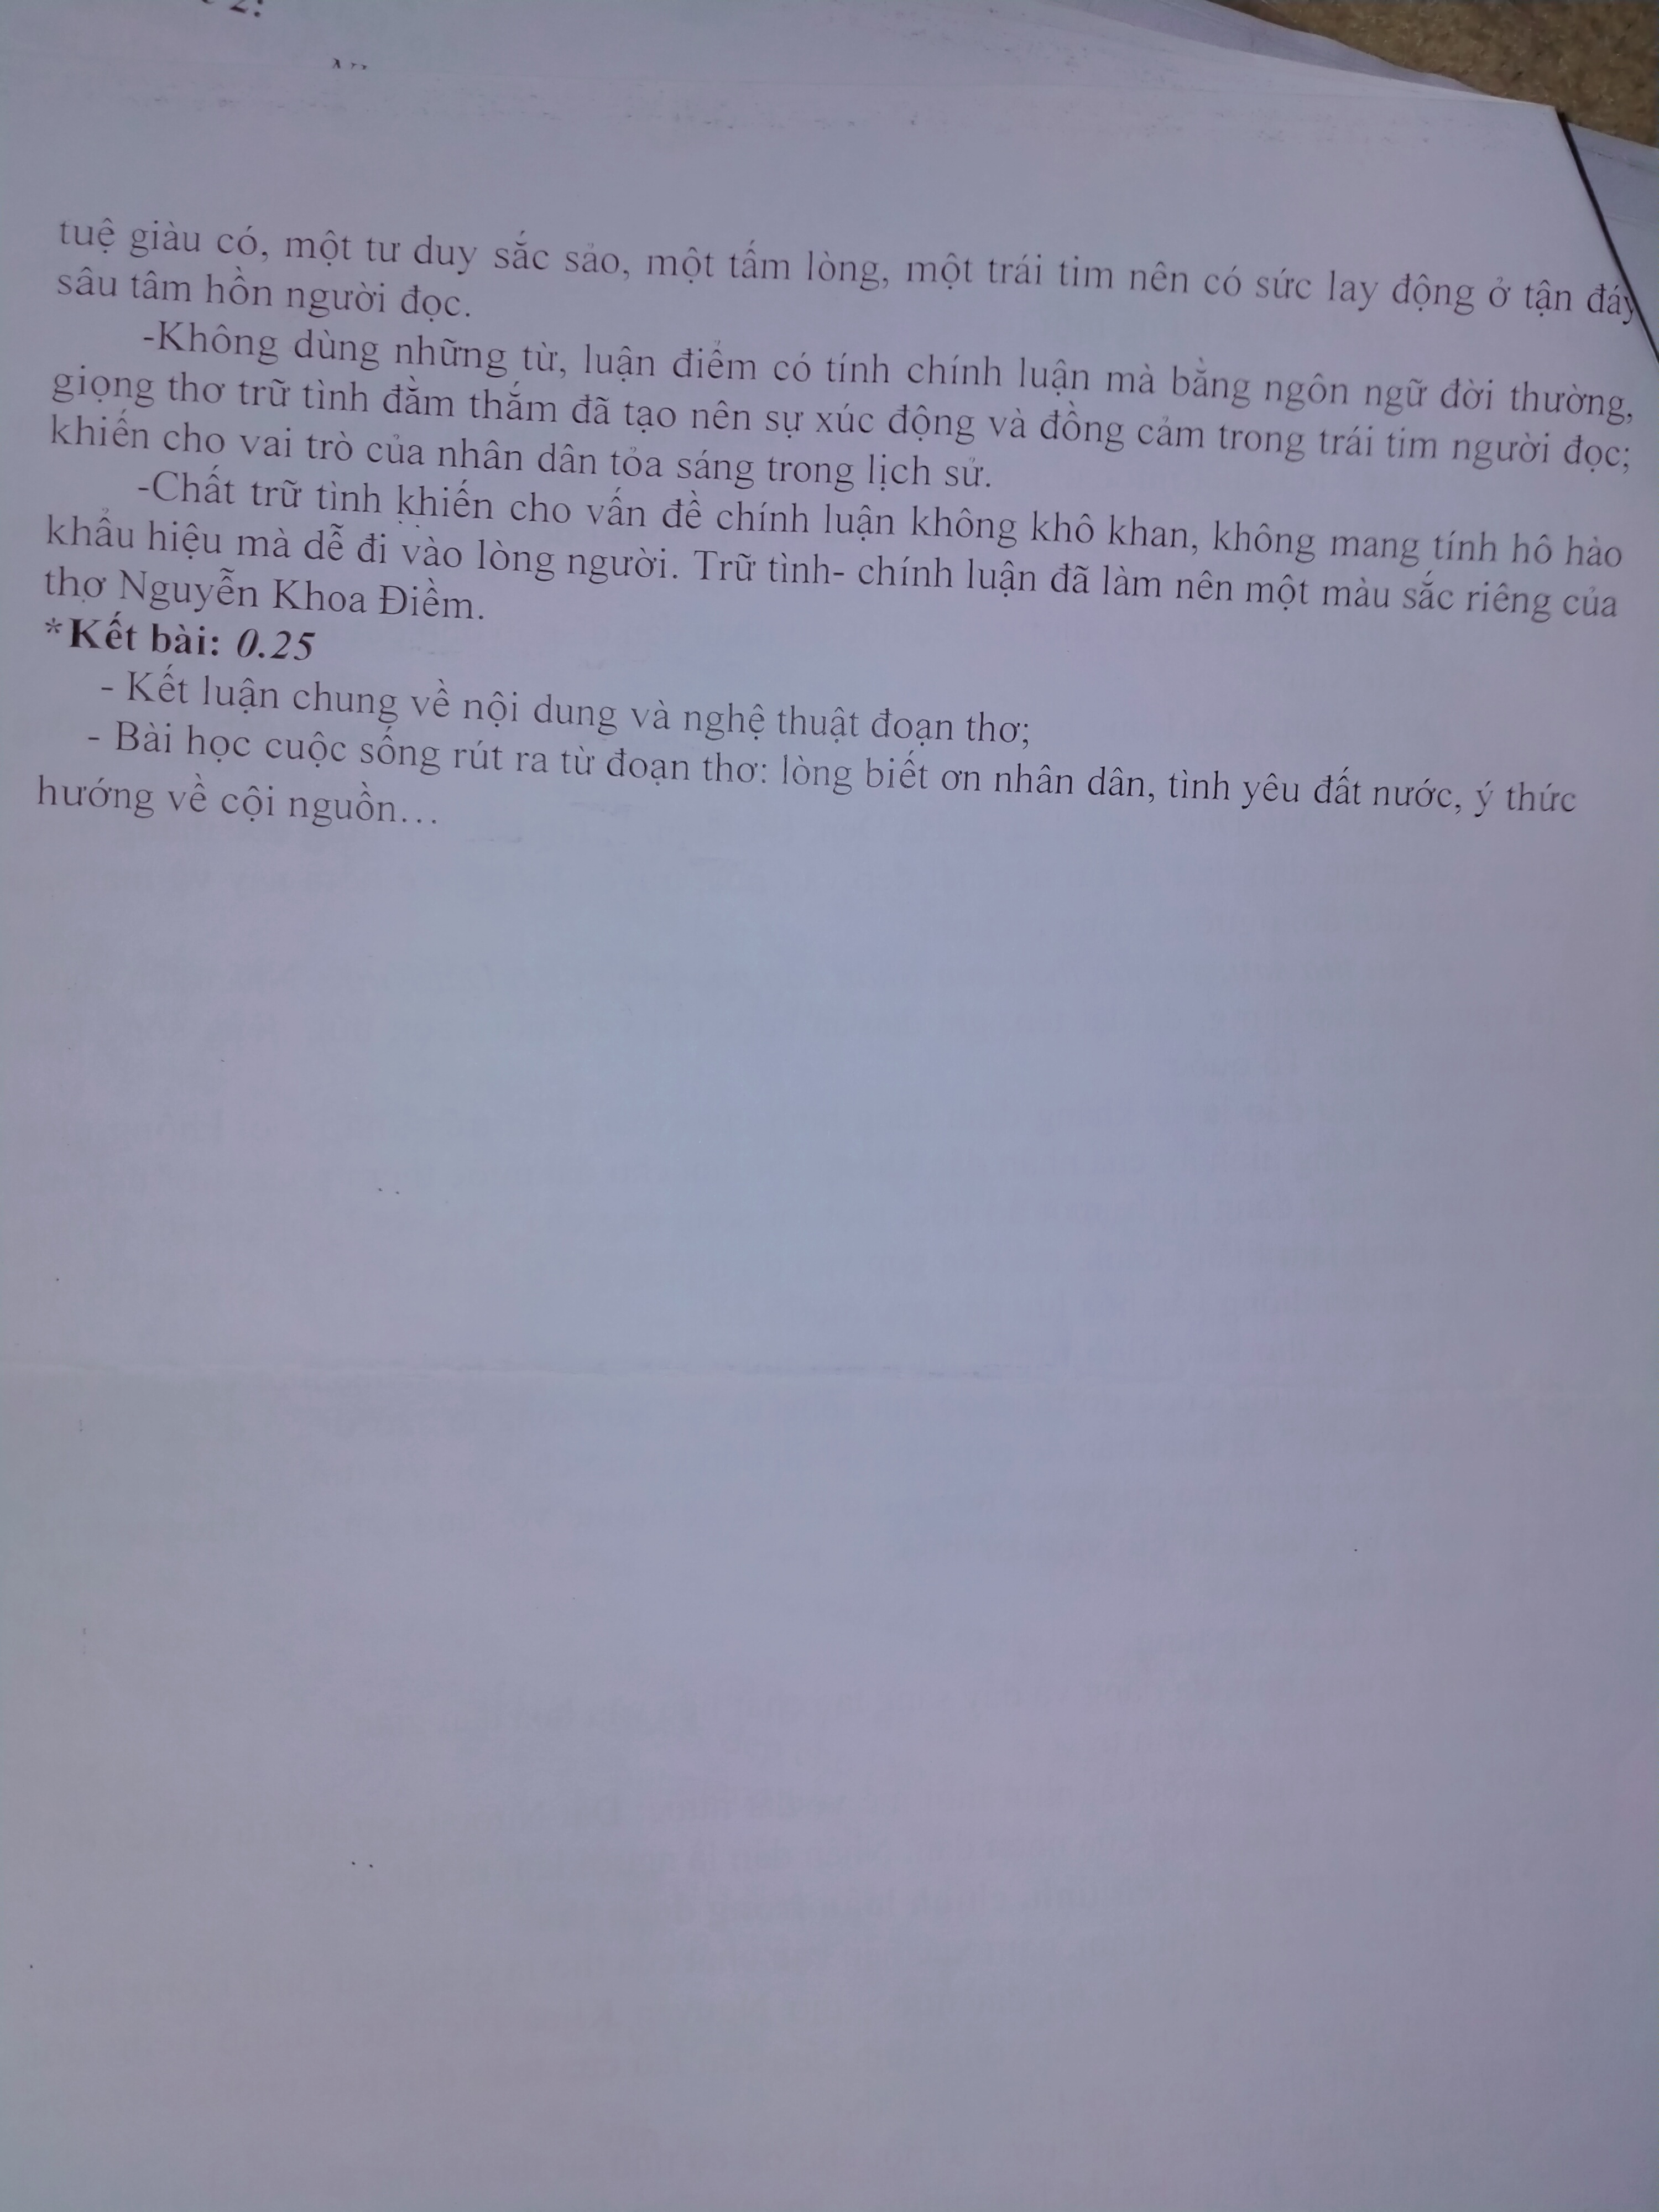 2:
tuệ giàu có, một tư duy sắc sảo, một tấm lòng, một trái tim nên có sức lay động ở tận đáy
sâu tâm hồn người đọc.
-Không dùng những từ, luận điểm có tính chính luận mà bằng ngôn ngữ đời thường,
giọng thơ trữ tình đằm thắm đã tạo nên sự xúc động và đồng cảm trong trái tim người đọc;
khiến cho vai trò của nhân dân tỏa sáng trong lịch sử.
-Chất trữ tình khiến cho vấn đề chính luận không khô khan, không mang tính hô hào
khẩu hiệu mà dễ đi vào lòng người. Trữ tình- chính luận đã làm nên một màu sắc riêng của
thơ Nguyễn Khoa Điềm.
*Kết bài: 0.25
- Kết luận chung về nội dung và nghệ thuật đoạn thơ;
- Bài học cuộc sống rút ra từ đoạn thơ: lòng biết ơn nhân dân, tình yêu đất nước, ý thức
hướng về cội nguồn…